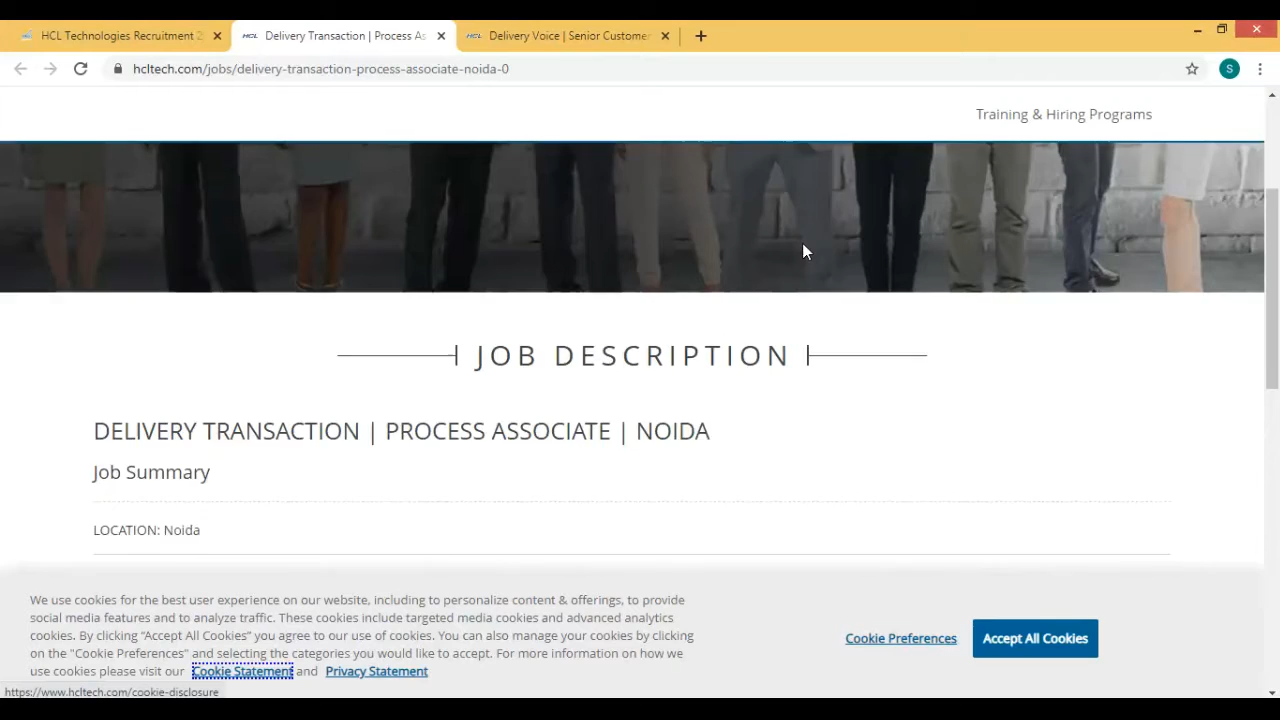 HCL Technologies Recruitment 2
HCL Delivery Transaction | Process As
HCL Delivery Voice | Senior Customer
hcltech.com/jobs/delivery-transaction-process-associate-noida-0
S
Training & Hiring Programs
JOB DESCRIPTION
DELIVERY TRANSACTION | PROCESS ASSOCIATE | NOIDA
Job Summary
LOCATION: Noida
We use cookies for the best user experience on our website, including to personalize content & offerings, to provide
social media features and to analyze traffic. These cookies include targeted media cookies and advanced analytics
cookies. By clicking “Accept All Cookies” you agree to our use of cookies. You can also manage your cookies by clicking
on the "Cookie Preferences" and selecting the categories you would like to accept. For more information on how we
use cookies please visit our Cookie Statement and Privacy Statement
Cookie Preferences
Accept All Cookies
https://www.hcltech.com/cookie-disclosure